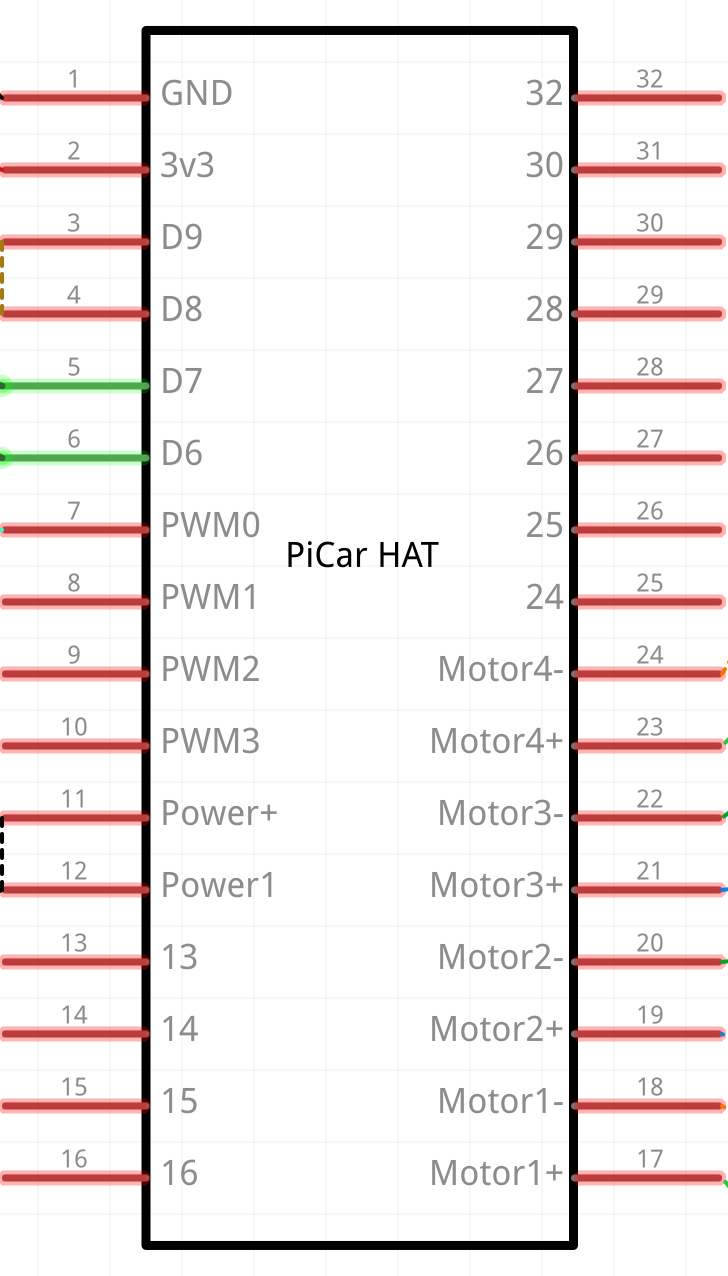 1 GND 32 32
2 3v3 30 31
3 D9 29 30
4 D8 28 29
5 D7 27 28
6 D6 26 27
7 PWM0 25 26
PiCar HAT
8 PWM1 24 25
9 PWM2 Motor4- 24
10 PWM3 Motor4+ 23
11 Power+ Motor3- 22
12 Power1 Motor3+ 21
13 13 Motor2- 20
14 14 Motor2+ 19
15 15 Motor1- 18
16 16 Motor1+ 17